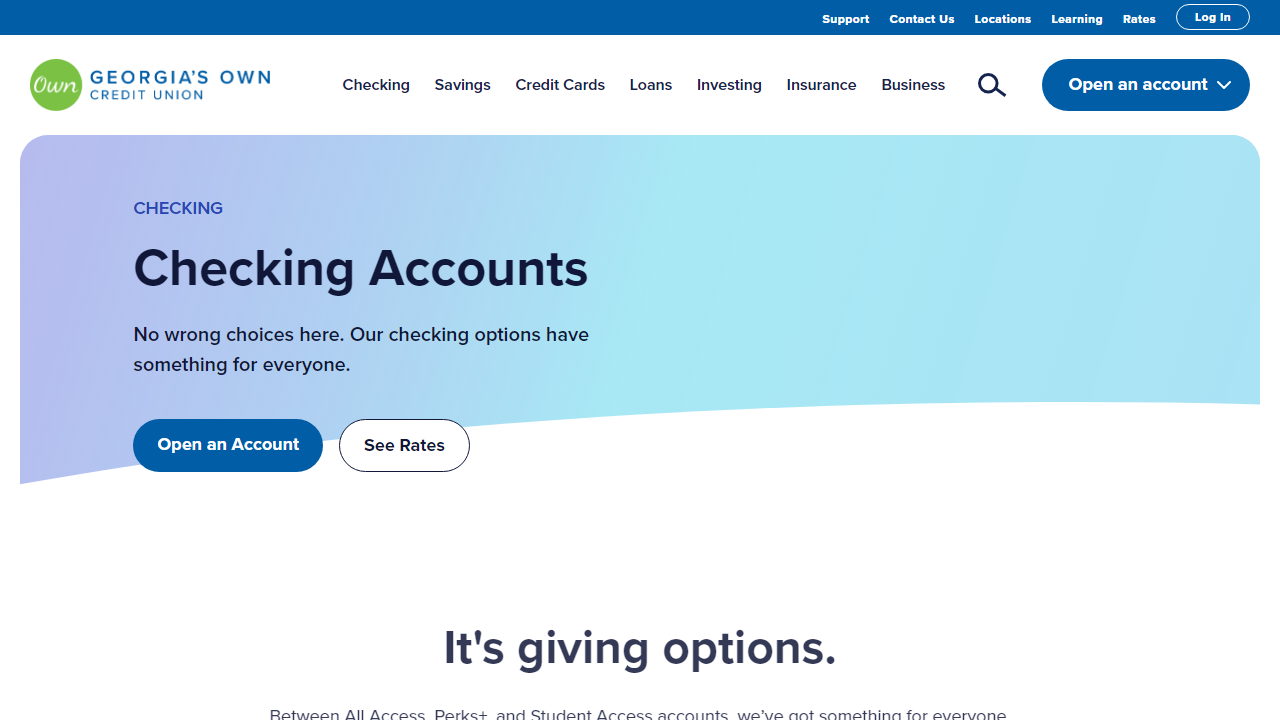 Support Contact Us Locations Learning Rates Log In
Own GEORGIA'S OWN
CREDIT UNION
Checking Savings Credit Cards Loans Investing Insurance Business Open an account
CHECKING
Checking Accounts
No wrong choices here. Our checking options have
something for everyone.
Open an Account See Rates
It's giving options.
Between All Access, Perks+, and Student Access accounts, we’ve got something for everyone.